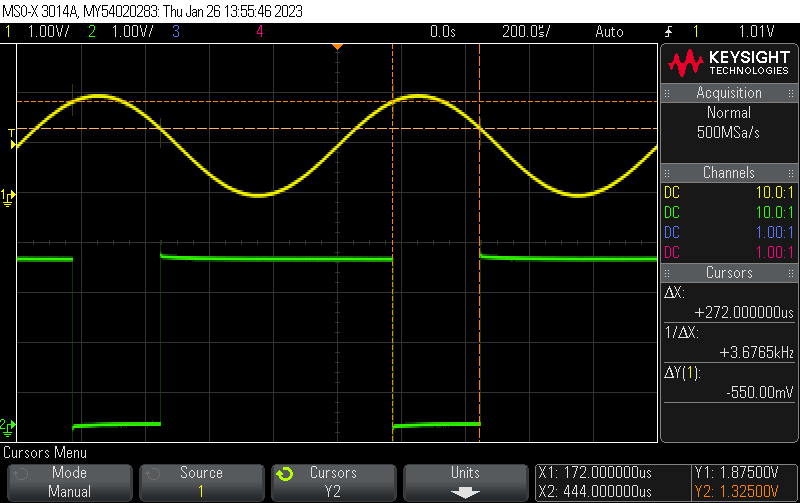 MSO-X 3014A, MY54020283: Thu Jan 26 13:55:46 2023
1 1.00V/ 2 1.00V/ 3 4 0.0s 200.0us/ Auto 1 1.01V
KEYSIGHT
TECHNOLOGIES
Acquisition
Normal
500MSa/s
Channels
DC 10.0:1
DC 10.0:1
DC 1.00:1
DC 1.00:1
Cursors
ΔX:
+272.000000us
1/ΔX:
+3.6765kHz
ΔY(1):
-550.00mV
T
1
2
Cursors Menu
Mode
Manual
Source
1
Cursors
Y2
Units
X1: 172.000000us
X2: 444.000000us
Y1: 1.87500V
Y2: 1.32500V